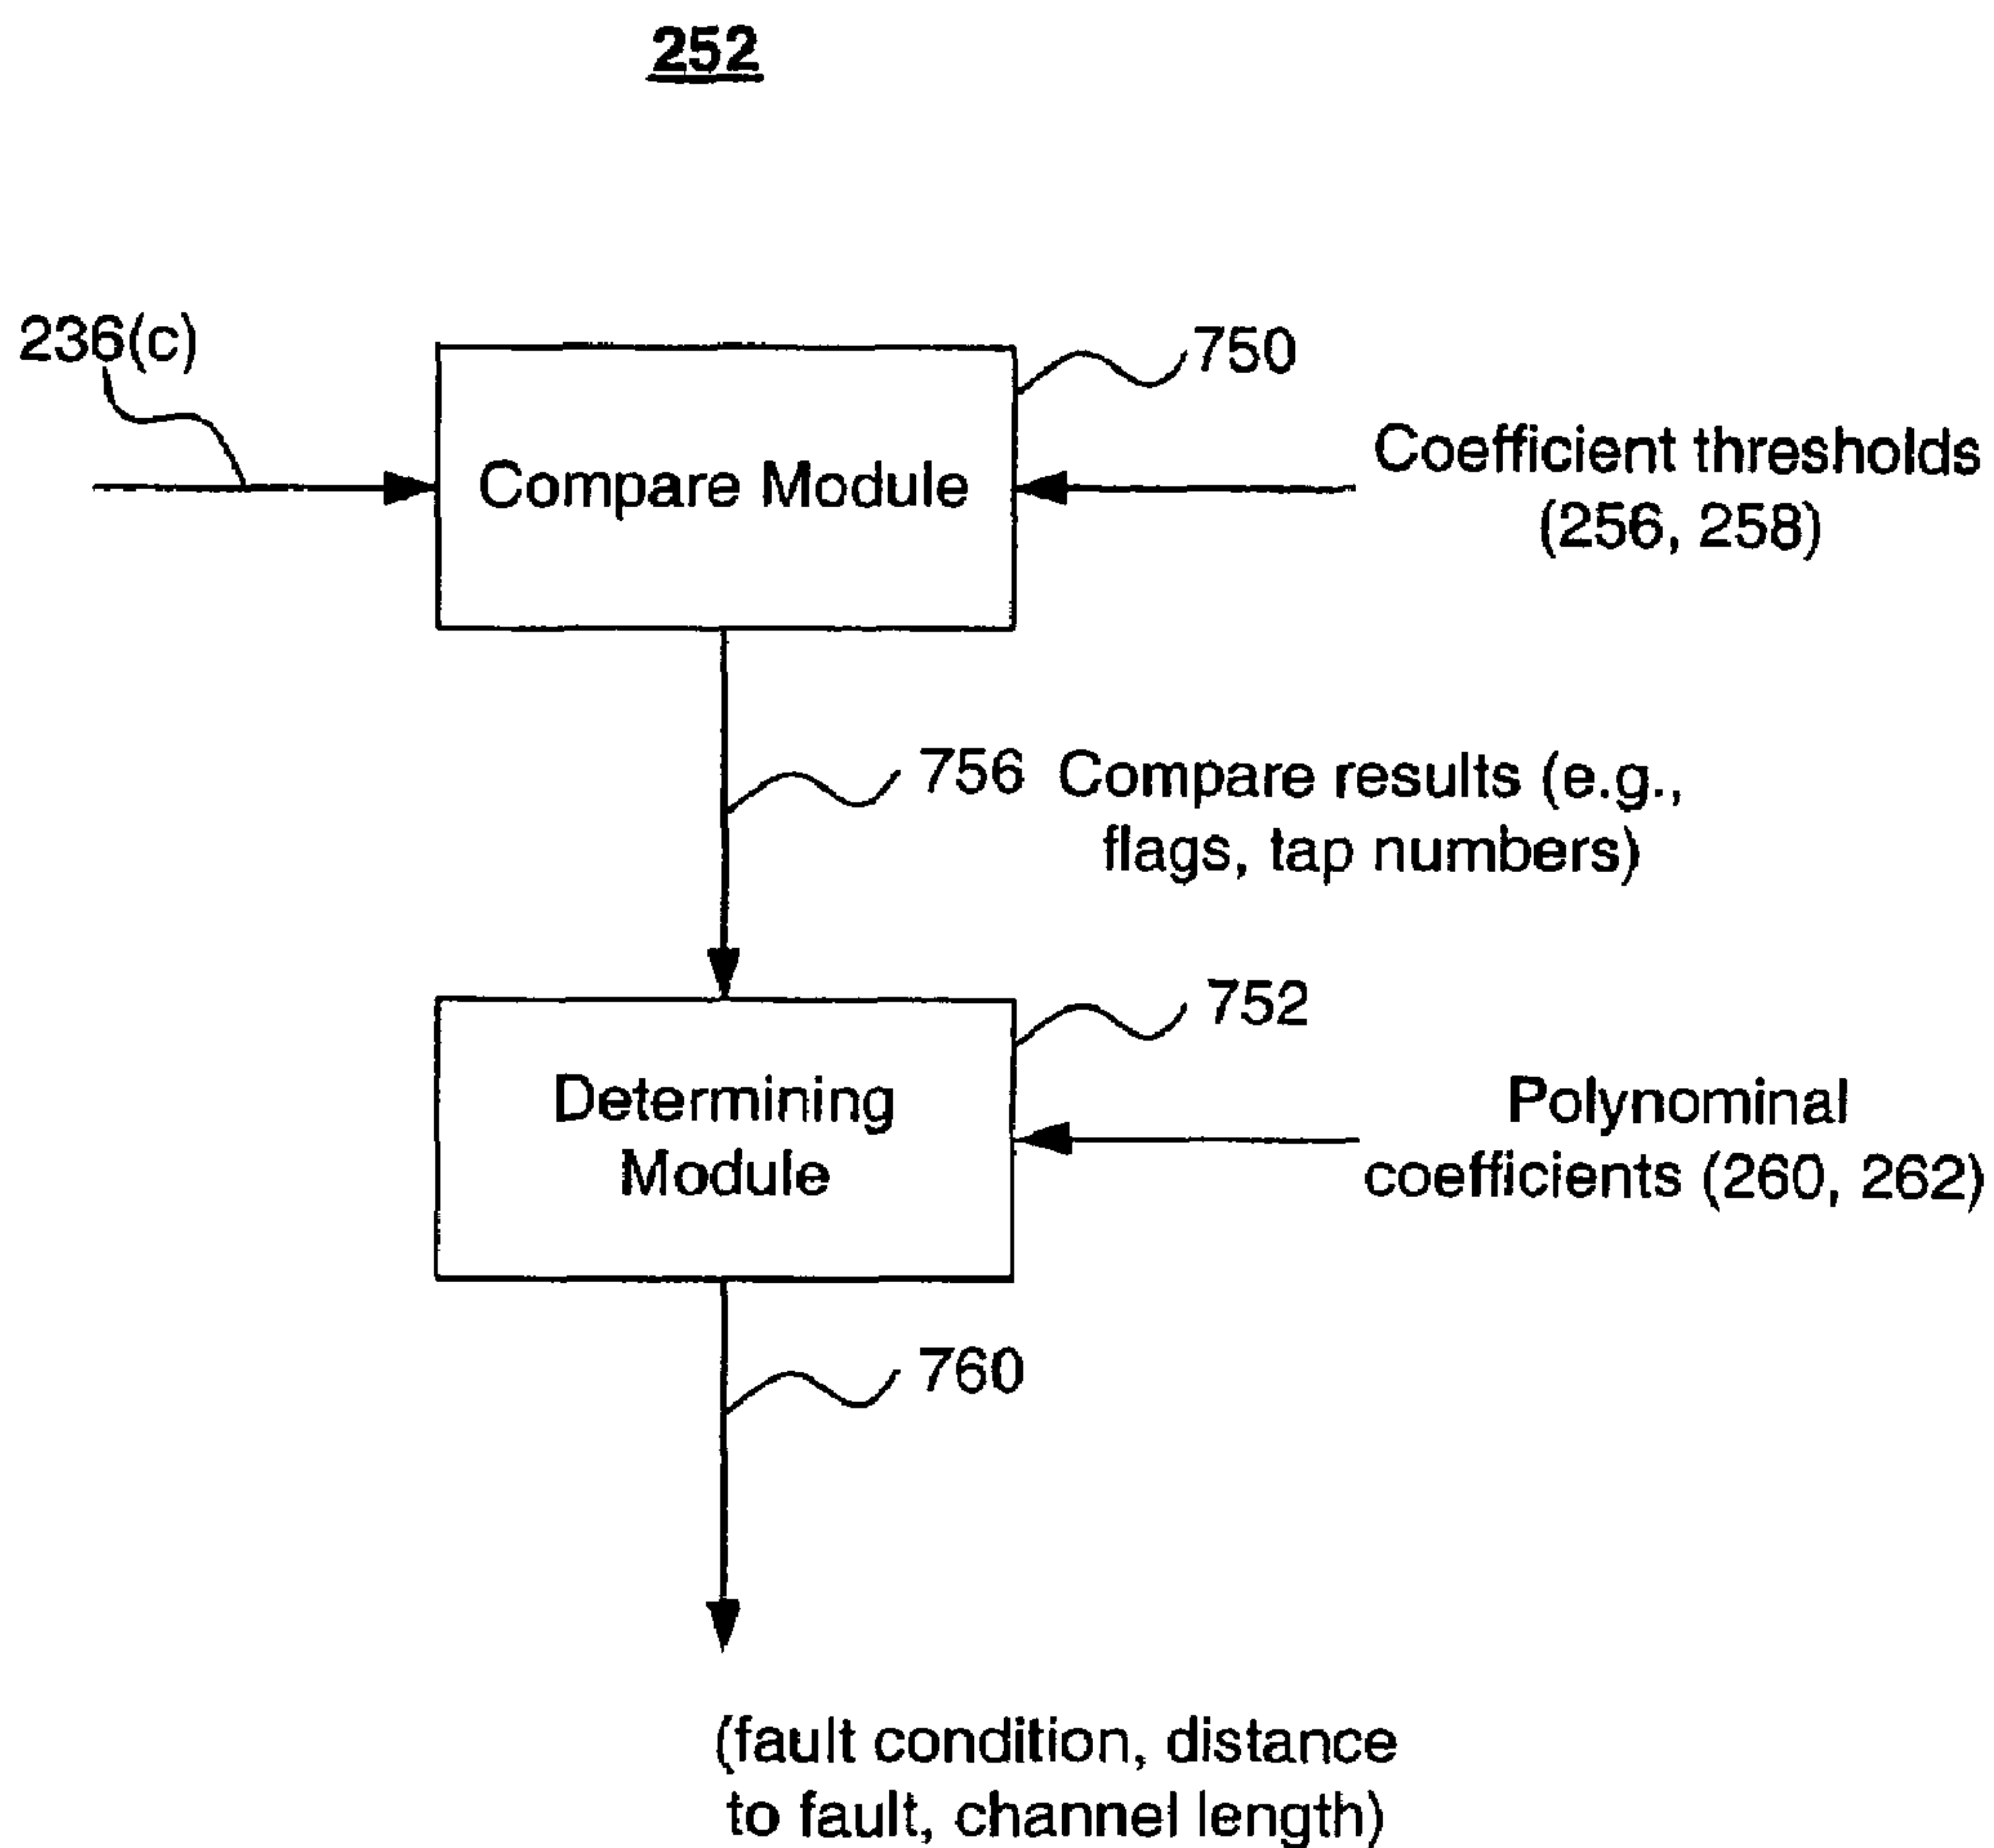 252
236(c)
750
Compare Module
Coefficient thresholds
(256, 258)
756 Compare results (e.g.,
flags, tap numbers)
752
Determining
Module
Polynominal
coefficients (260, 262)
760
(fault condition, distance
to fault, channel length)